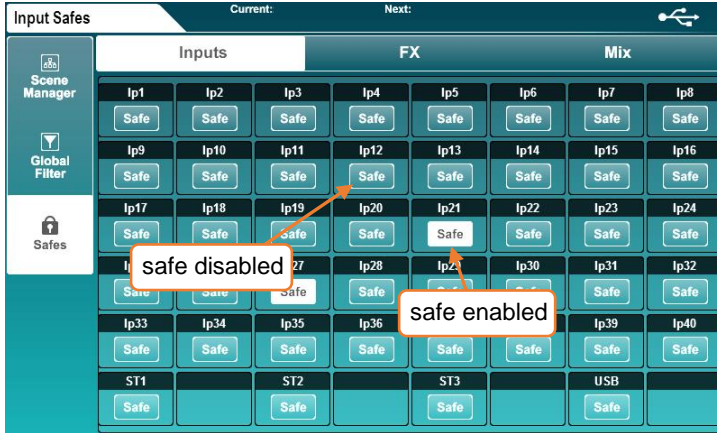 Input Safes
Current:
Next:
Scene
Manager
Global
Filter
Safes
Inputs FX Mix
Ip1 Ip2 Ip3 Ip4 Ip5 Ip6 Ip7 Ip8
Safe Safe Safe Safe Safe Safe Safe Safe
Ip9 Ip10 Ip11 Ip12 Ip13 Ip14 Ip15 Ip16
Safe Safe Safe Safe Safe Safe Safe Safe
Ip17 Ip18 Ip19 Ip20 Ip21 Ip22 Ip23 Ip24
Safe Safe Safe Safe Safe Safe Safe Safe
safe disabled
Ip28 Ip30 Ip31 Ip32
Safe Safe Safe Safe Safe Safe
safe enabled
Ip33 Ip34 Ip35 Ip36 Ip39 Ip40
Safe Safe Safe Safe Safe Safe Safe Safe
ST1 ST2 ST3 USB
Safe Safe Safe Safe